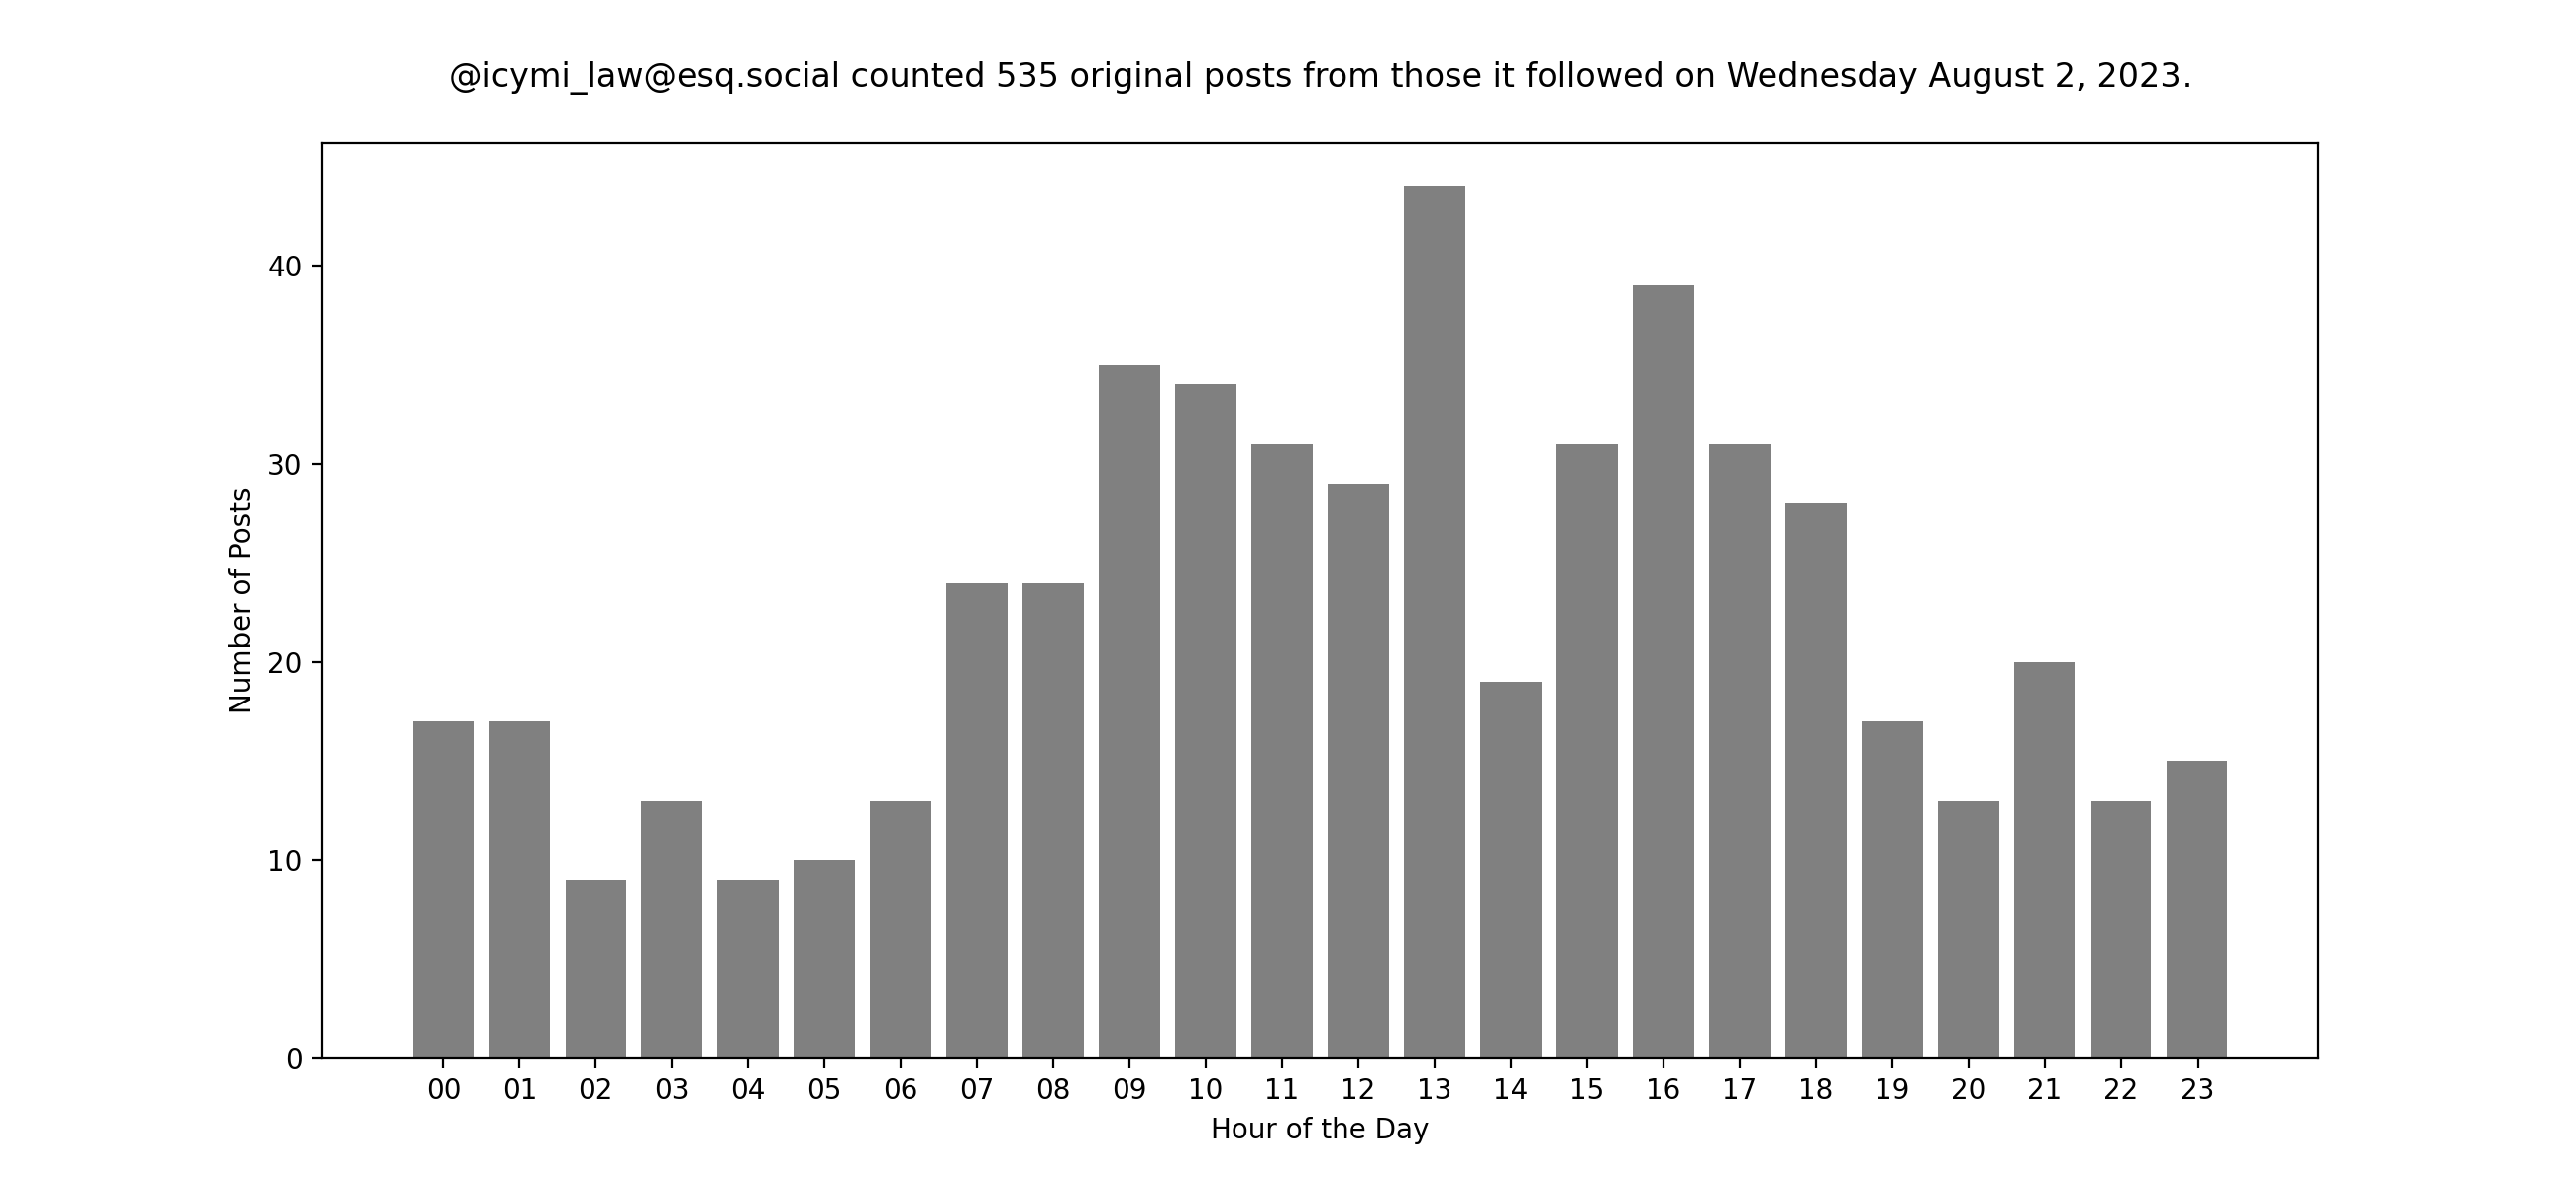 @icymi_law@esq.social counted 535 original posts from those it followed on Wednesday August 2, 2023.
40
30
20
10
0
Number of Posts
00 01 02 03 04 05 06 07 08 09 10 11 12 13 14 15 16 17 18 19 20 21 22 23
Hour of the Day